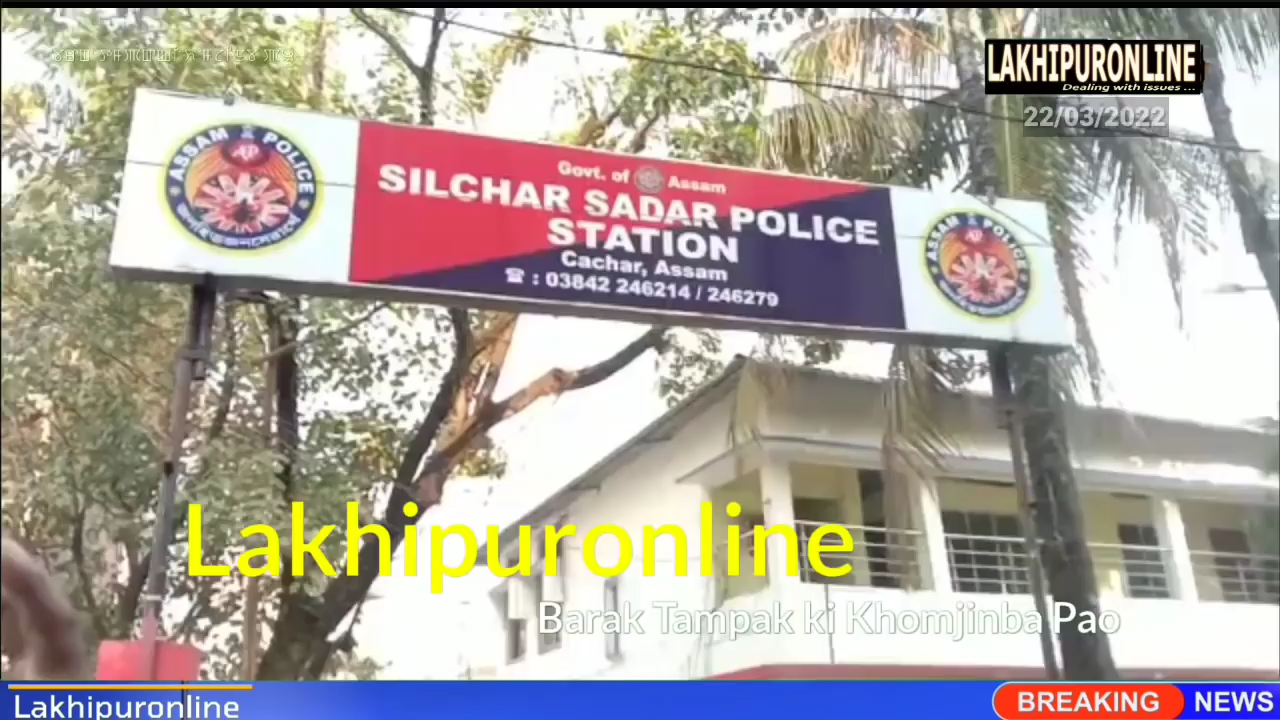 LAKHIPURONLINE
Dealing with issues ...
22/03/2022
ASSAM POLICE
AP
Govt. of Assam
SILCHAR SADAR POLICE
STATION
Cachar, Assam
☎ : 03842 246214 / 246279
ASSAM POLICE
AP
Lakhipuronline
Barak Tampak ki Khomjinba Pao
Lakhipuronline
BREAKING NEWS